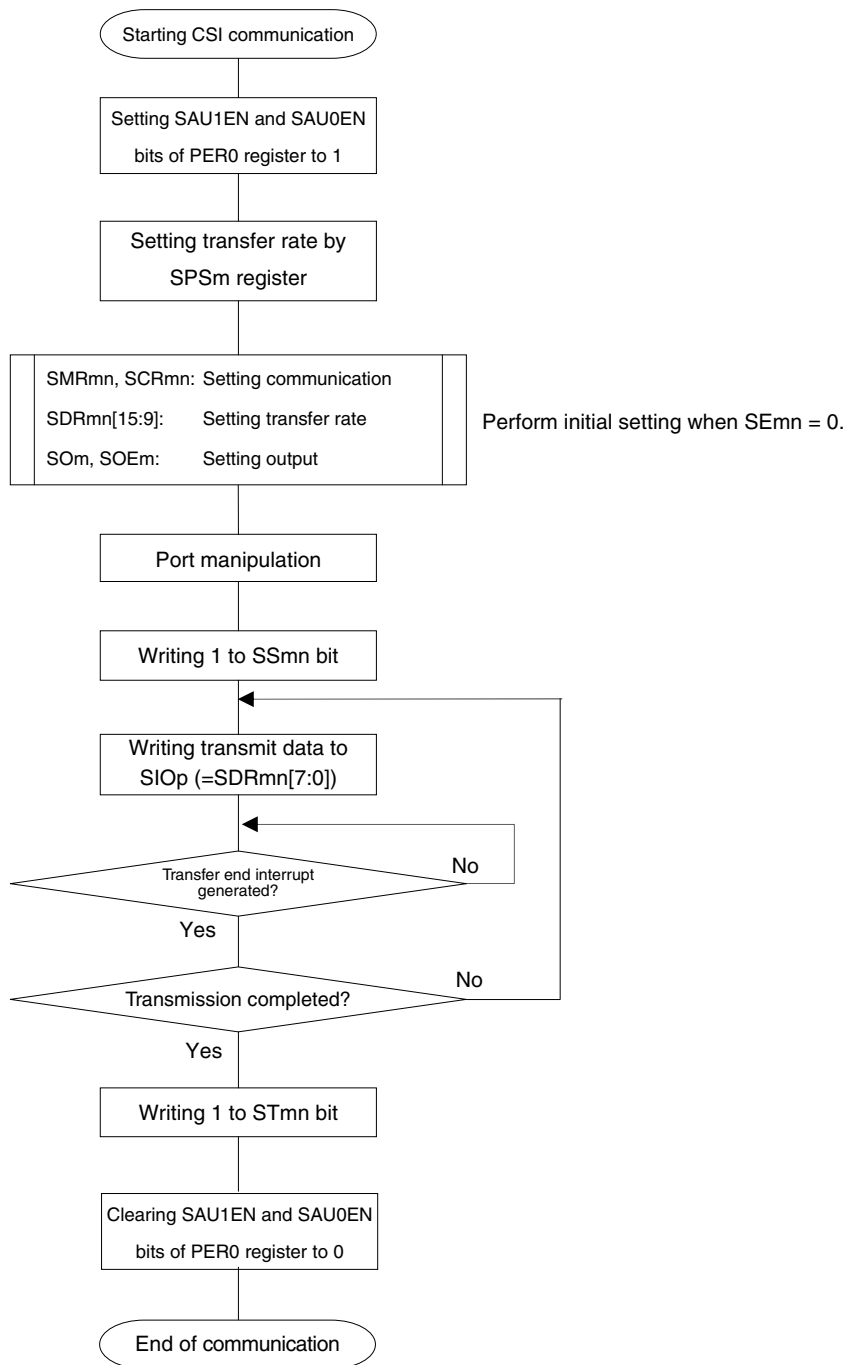 Starting CSI communication
Setting SAU1EN and SAU0EN
bits of PER0 register to 1
Setting transfer rate by
SPSm register
SMRmn, SCRmn: Setting communication
SDRmn[15:9]: Setting transfer rate
SOm, SOEm: Setting output
Perform initial setting when SEmn = 0.
Port manipulation
Writing 1 to SSmn bit
Writing transmit data to
SIOp (=SDRmn[7:0])
Transfer end interrupt
generated?
No
Yes
Transmission completed?
No
Yes
Writing 1 to STmn bit
Clearing SAU1EN and SAU0EN
bits of PER0 register to 0
End of communication